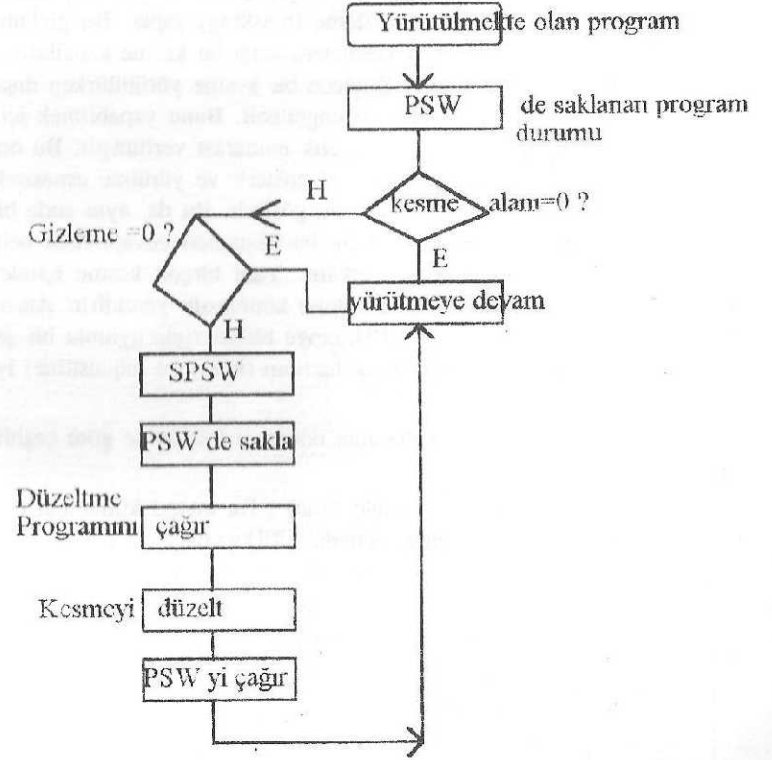 Yürütülmekte olan program
PSW de saklanan program
durumu
kesme alanı=0 ?
H
E
Gizleme =0 ?
E
H
yürütmeye devam
SPSW
PSW de sakla
Düzeltme
Programını çağır
Kesmeyi düzelt
PSW yi çağır